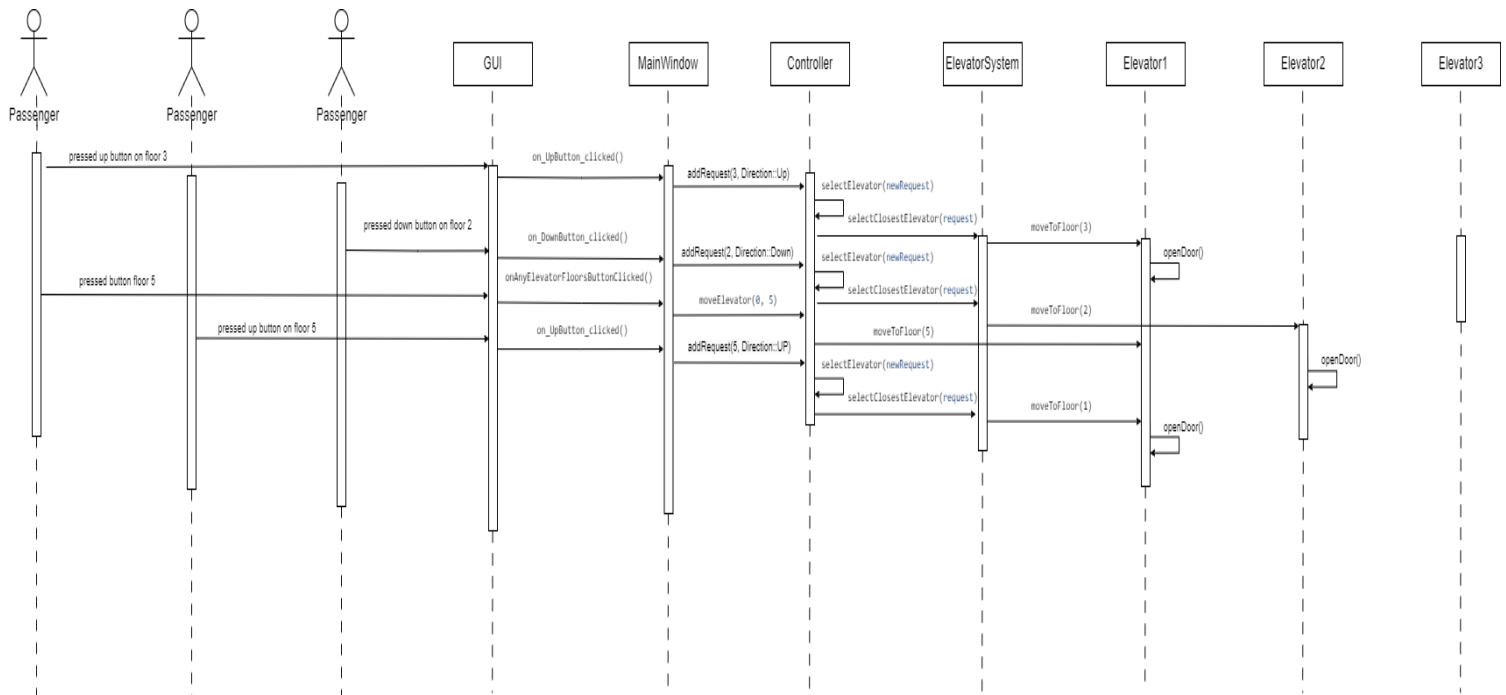 Passenger
Passenger
Passenger
GUI
MainWindow
Controller
ElevatorSystem
Elevator1
Elevator2
Elevator3
pressed up button on floor 3
on_UpButton_clicked()
addRequest(3, Direction::Up)
selectElevator(newRequest)
selectClosestElevator(request)
moveToFloor(3)
openDoor()
pressed down button on floor 2
on_DownButton_clicked()
addRequest(2, Direction::Down)
selectElevator(newRequest)
selectClosestElevator(request)
moveToFloor(2)
openDoor()
pressed button floor 5
onAnyElevatorFloorsButtonClicked()
moveElevator(0, 5)
moveToFloor(5)
pressed up button on floor 5
on_UpButton_clicked()
addRequest(5, Direction::UP)
selectElevator(newRequest)
selectClosestElevator(request)
moveToFloor(1)
openDoor()